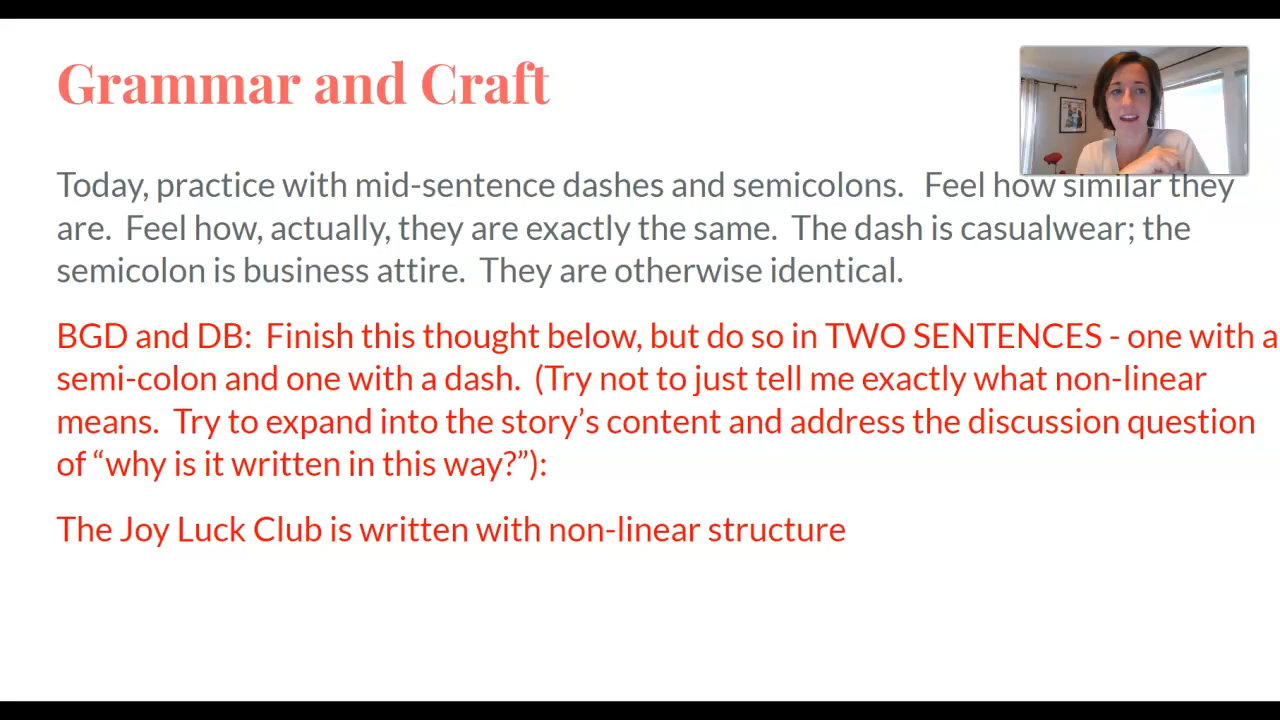 Grammar and Craft
Today, practice with mid-sentence dashes and semicolons. Feel how similar they
are. Feel how, actually, they are exactly the same. The dash is casualwear; the
semicolon is business attire. They are otherwise identical.
BGD and DB: Finish this thought below, but do so in TWO SENTENCES - one with a
semi-colon and one with a dash. (Try not to just tell me exactly what non-linear
means. Try to expand into the story’s content and address the discussion question
of “why is it written in this way?”):
The Joy Luck Club is written with non-linear structure